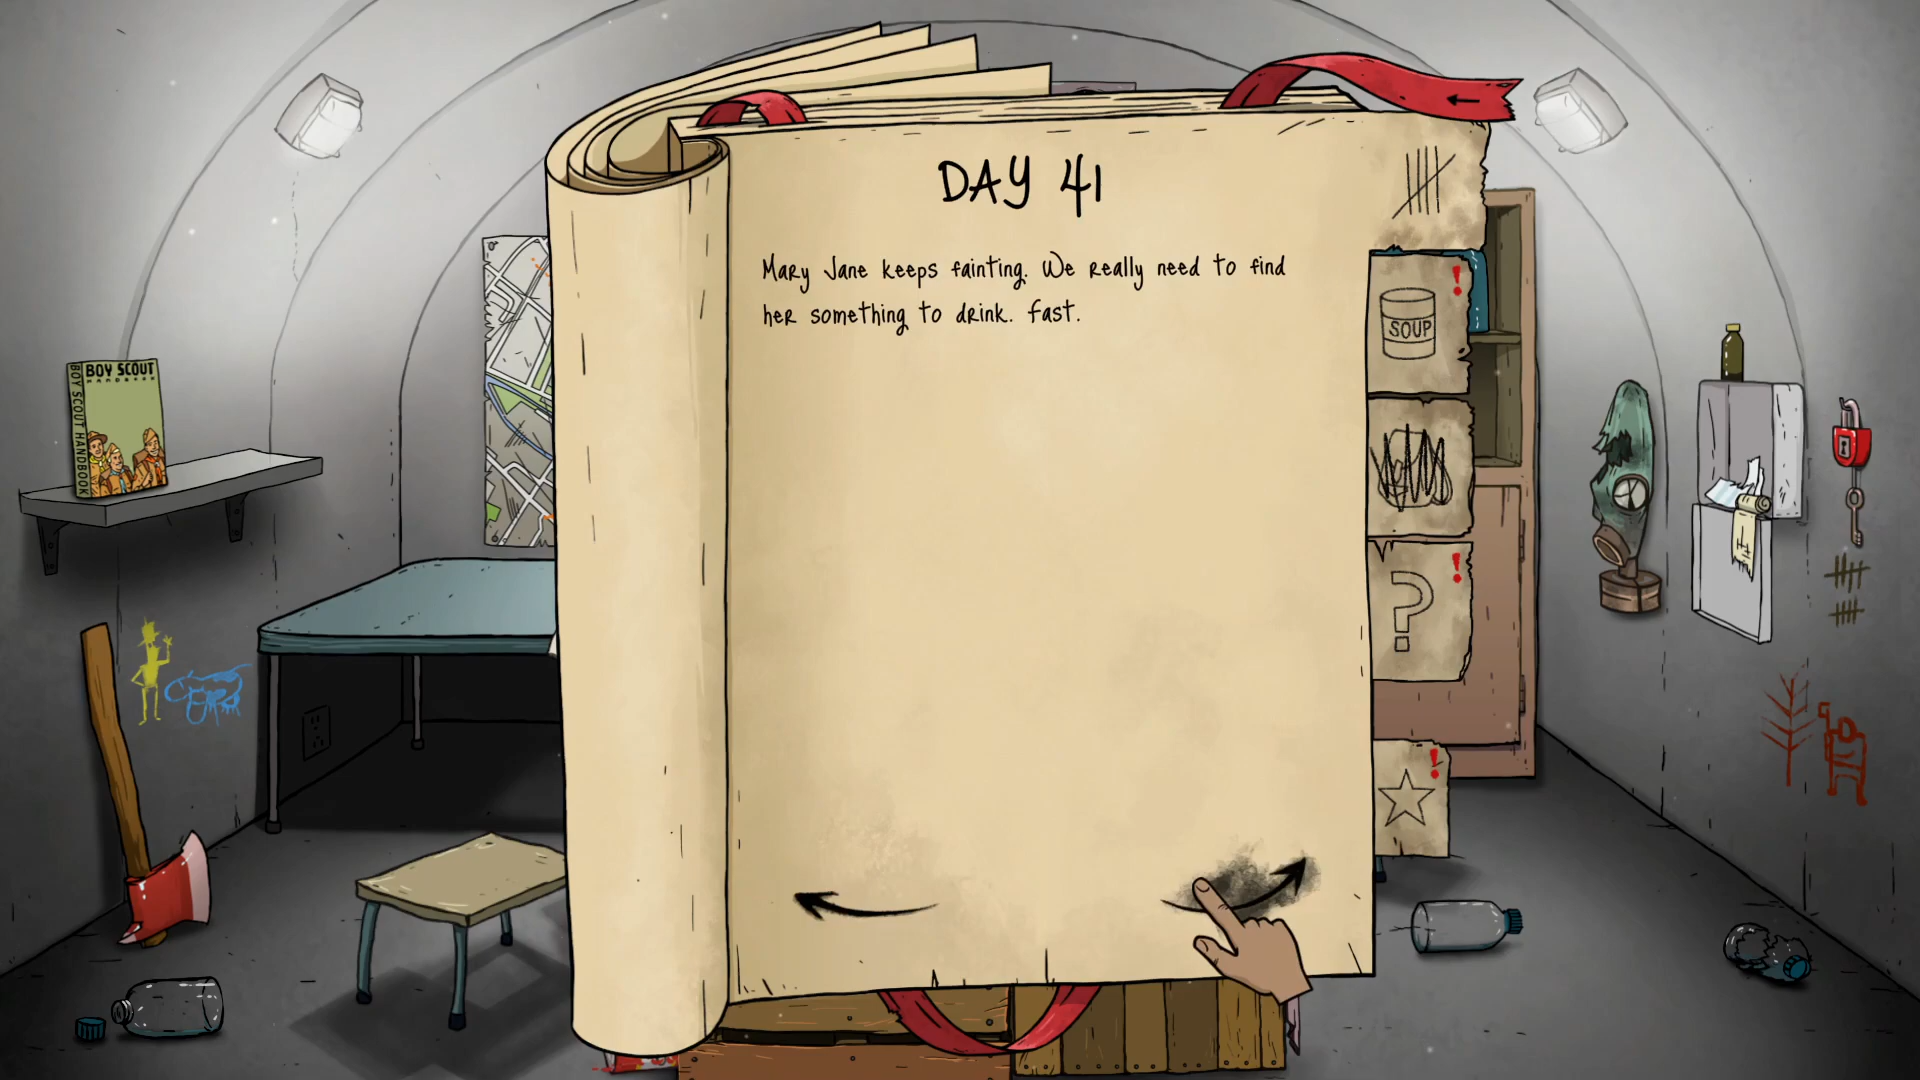 DAY 41
Mary Jane keeps fainting. We really need to find
her something to drink. Fast.
SOUP
!
!
?
!
BOY SCOUT
HANDBOOK
BOY SCOUT HANDBOOK